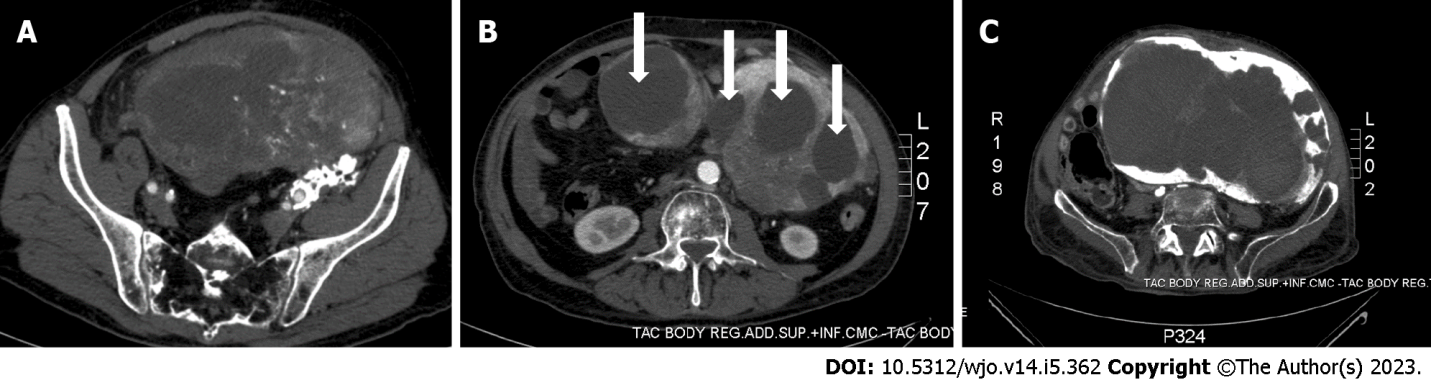 A
B
C
L
2
0
7
TAC BODY REG.ADD.SUP.+INF.CMC -TAC BODY
E
R
1
9
8
L
2
0
2
TAC BODY REG.ADD.SUP.+INF.CMC -TAC BODY REG.T
P324
DOI: 10.5312/wjo.v14.i5.362 Copyright ©The Author(s) 2023.